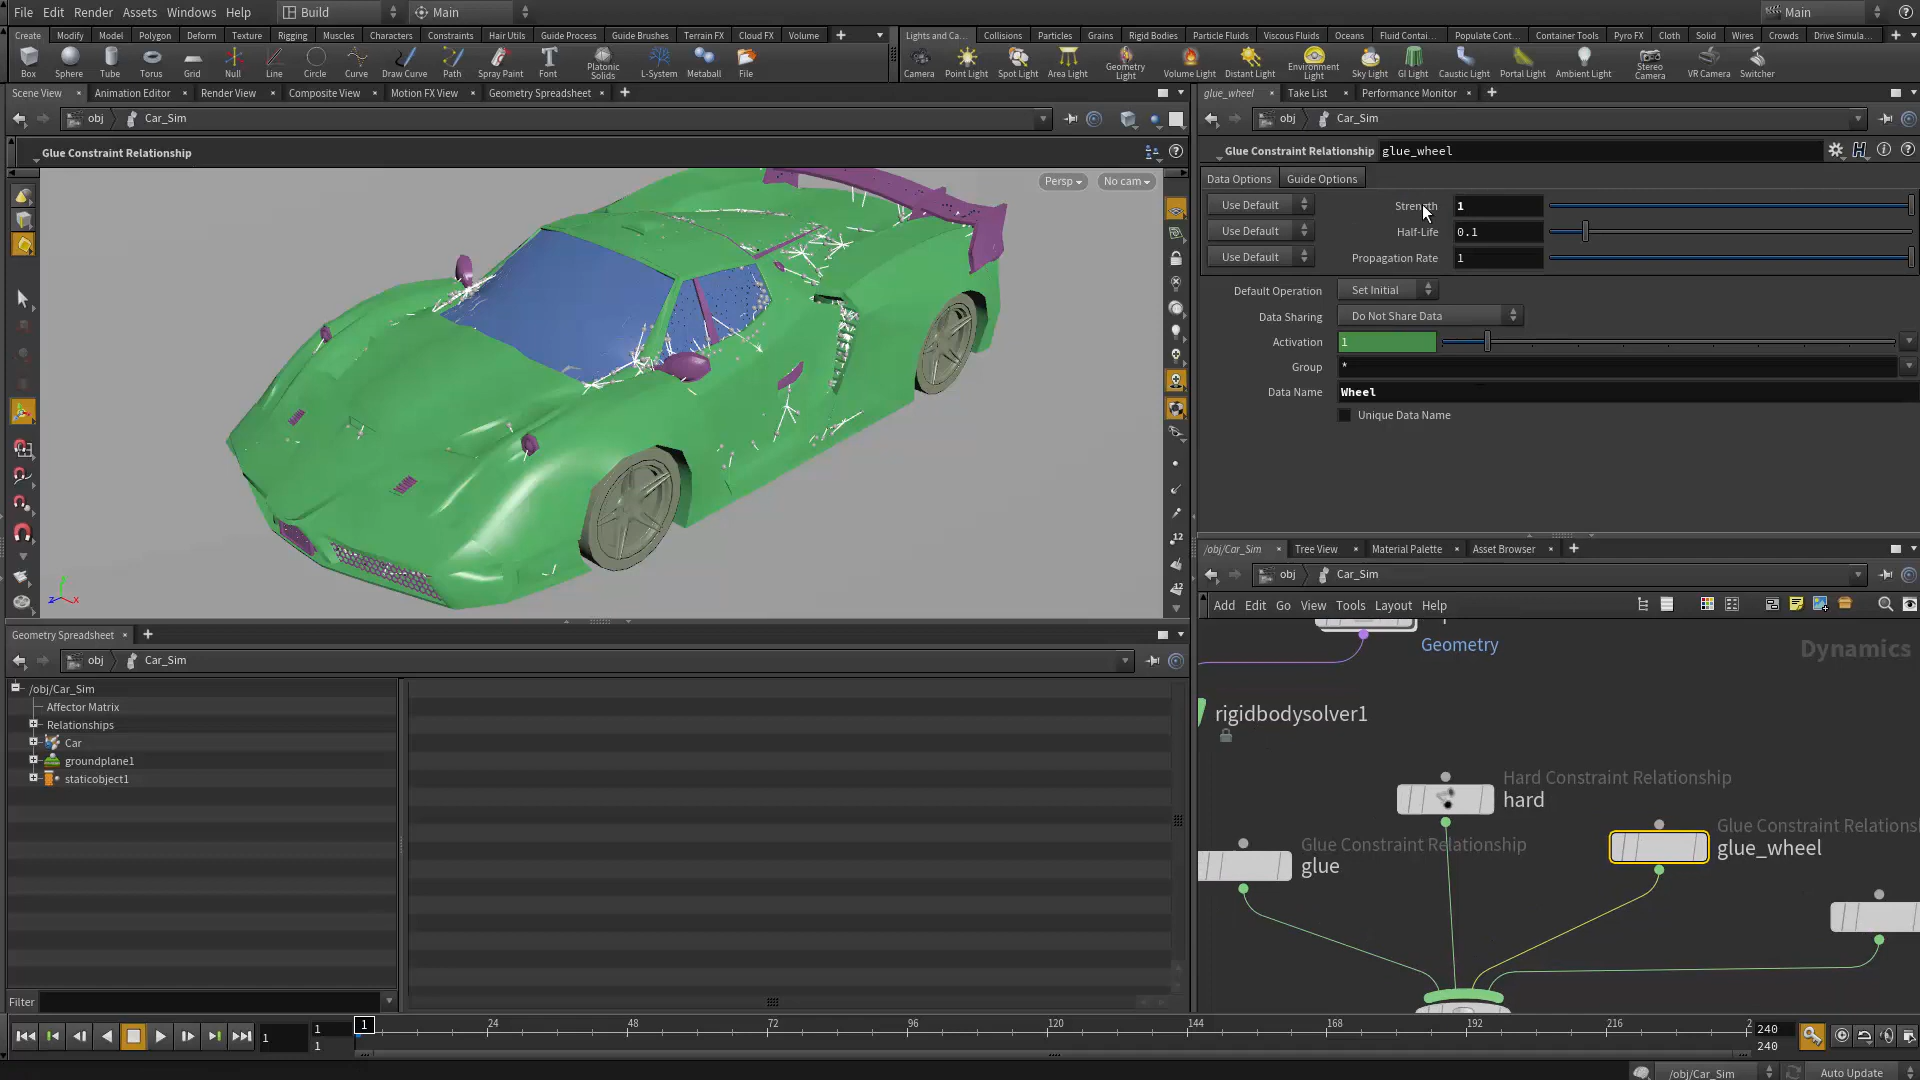 File Edit Render Assets Windows Help Build Main Main
Create Modify Model Polygon Deform Texture Rigging Muscles Characters Constraints Hair Utils Guide Process Guide Brushes Terrain FX Cloud FX Volume
Lights and Ca... Collisions Particles Grains Rigid Bodies Particle Fluids Viscous Fluids Oceans Fluid Contai... Populate Cont... Container Tools Pyro FX Cloth Solid Wires Crowds Drive Simula...
Box Sphere Tube Torus Grid Null Line Circle Curve Draw Curve Path Spray Paint Font Platonic Solids L-System Metaball File
Camera Point Light Spot Light Area Light Geometry Light Volume Light Distant Light Environment Light Sky Light GI Light Caustic Light Portal Light Ambient Light Stereo Camera VR Camera Switcher
Scene View Animation Editor Render View Composite View Motion FX View Geometry Spreadsheet
glue_wheel Take List Performance Monitor
obj Car_Sim
obj Car_Sim
Glue Constraint Relationship
Glue Constraint Relationship glue_wheel
Persp No cam
Data Options Guide Options
Use Default Strength 1
Use Default Half-Life 0.1
Use Default Propagation Rate 1
Default Operation Set Initial
Data Sharing Do Not Share Data
Activation 1
Group *
Data Name Wheel
Unique Data Name
z x
12
12
/obj/Car_Sim Tree View Material Palette Asset Browser
obj Car_Sim
Add Edit Go View Tools Layout Help
Geometry
Dynamics
rigidbodysolver1
Hard Constraint Relationship
hard
Glue Constraint Relations
glue_wheel
Glue Constraint Relationship
glue
Geometry Spreadsheet
obj Car_Sim
/obj/Car_Sim
Affector Matrix
Relationships
Car
groundplane1
staticobject1
Filter
1 1 1 1 24 48 72 96 120 144 168 192 216 2 240 240
/obj/Car_Sim Auto Update